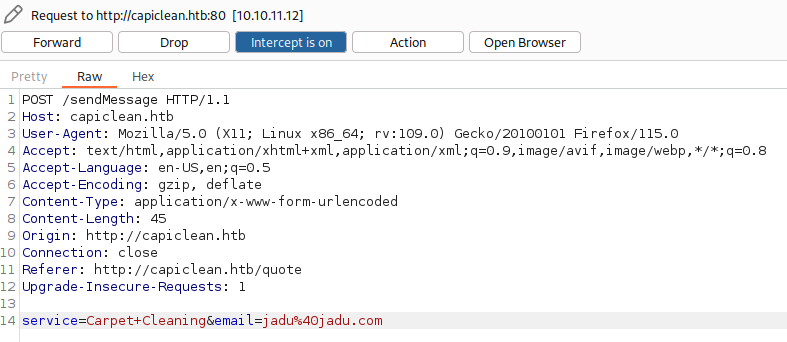 Request to http://capiclean.htb:80 [10.10.11.12]
Forward Drop Intercept is on Action Open Browser
Pretty Raw Hex
1 POST /sendMessage HTTP/1.1
2 Host: capiclean.htb
3 User-Agent: Mozilla/5.0 (X11; Linux x86_64; rv:109.0) Gecko/20100101 Firefox/115.0
4 Accept: text/html,application/xhtml+xml,application/xml;q=0.9,image/avif,image/webp,*/*;q=0.8
5 Accept-Language: en-US,en;q=0.5
6 Accept-Encoding: gzip, deflate
7 Content-Type: application/x-www-form-urlencoded
8 Content-Length: 45
9 Origin: http://capiclean.htb
10 Connection: close
11 Referer: http://capiclean.htb/quote
12 Upgrade-Insecure-Requests: 1
13
14 service=Carpet+Cleaning&email=jadu%40jadu.com